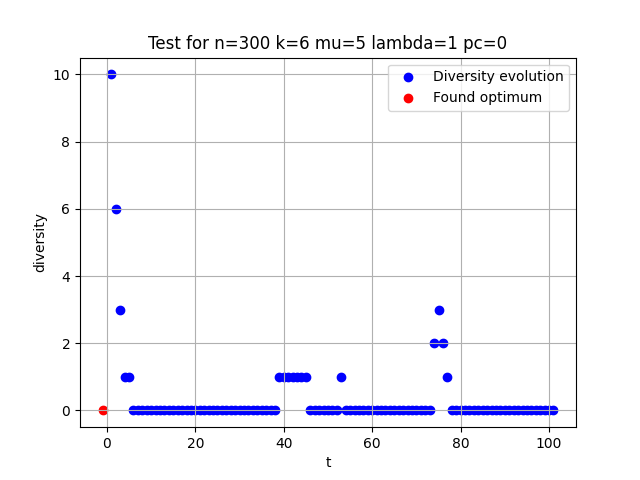 Test for n=300 k=6 mu=5 lambda=1 pc=0
Diversity evolution
Found optimum
10
8
6
4
2
0
diversity
0 20 40 60 80 100
t